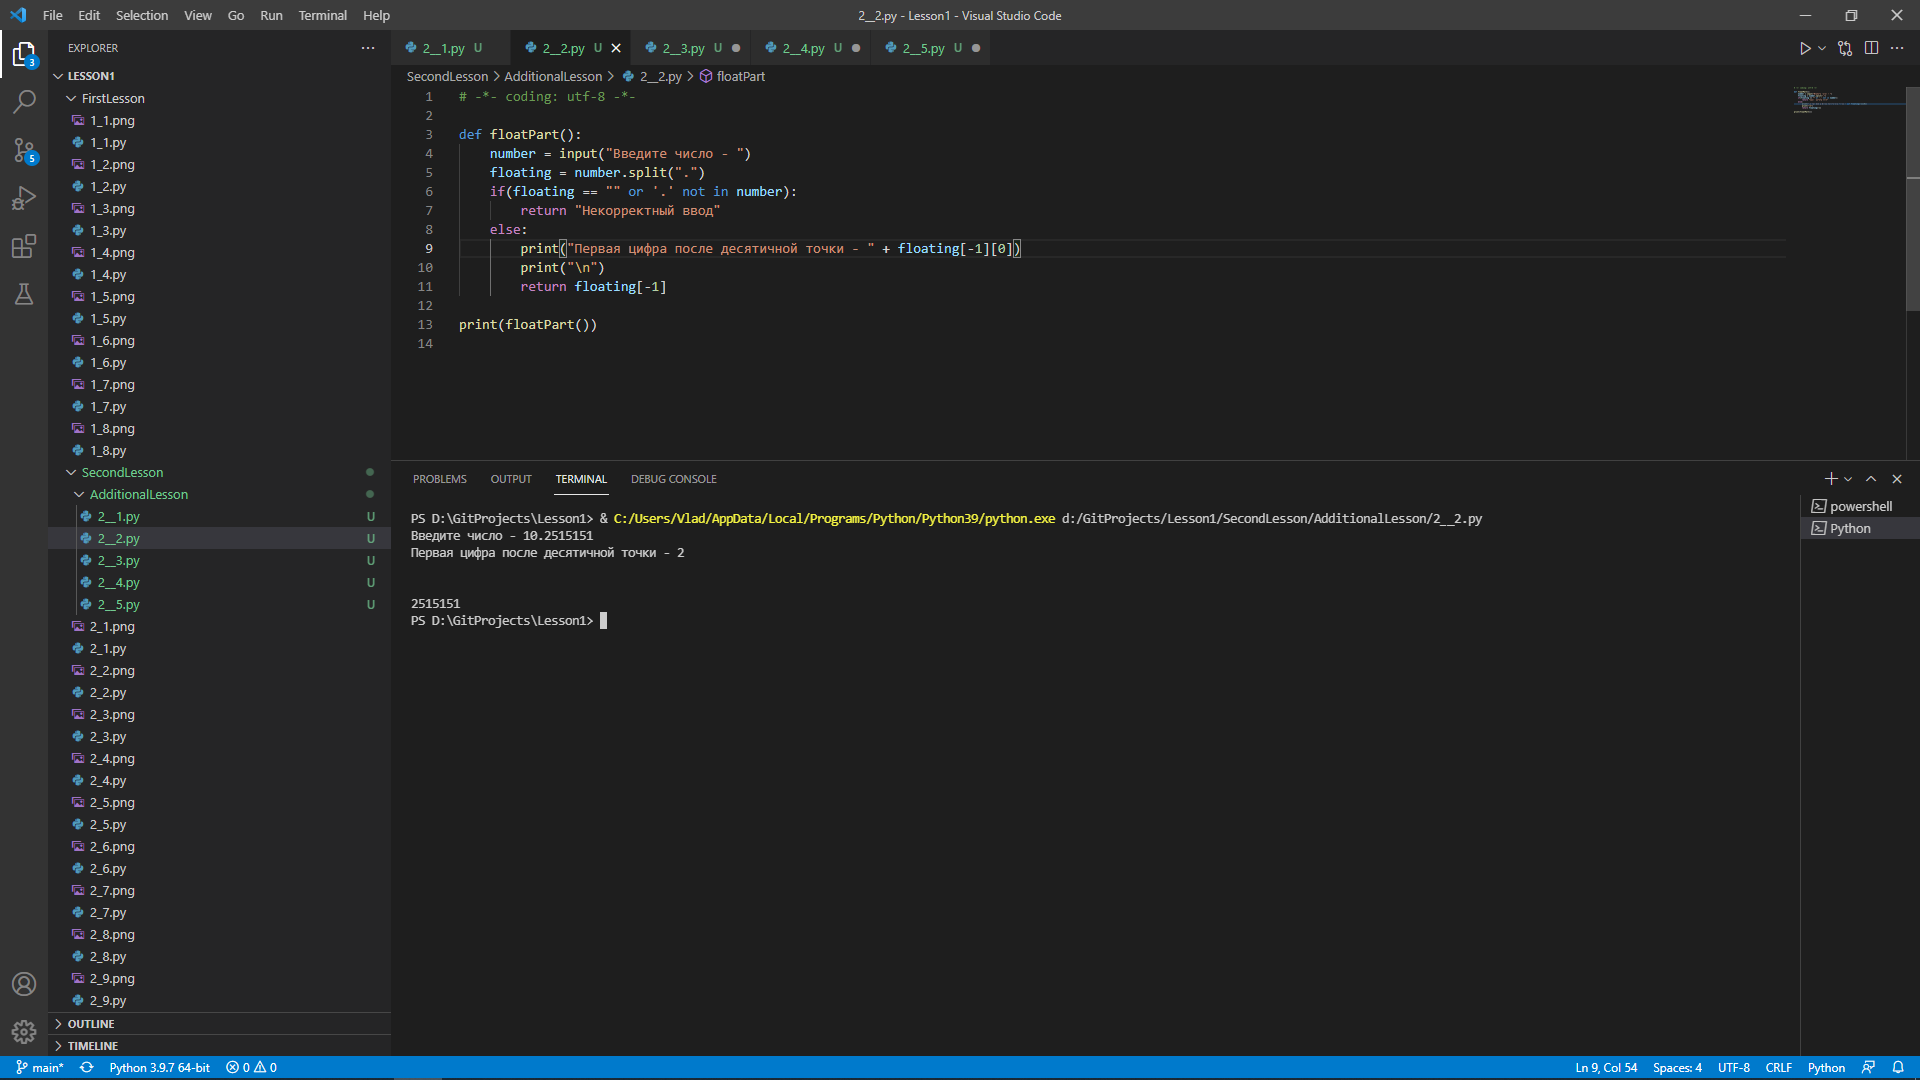 File Edit Selection View Go Run Terminal Help
2__2.py - Lesson1 - Visual Studio Code
EXPLORER
3
5
LESSON1
FirstLesson
1_1.png
1_1.py
1_2.png
1_2.py
1_3.png
1_3.py
1_4.png
1_4.py
1_5.png
1_5.py
1_6.png
1_6.py
1_7.png
1_7.py
1_8.png
1_8.py
SecondLesson
AdditionalLesson
2__1.py U
2__2.py U
2__3.py U
2__4.py U
2__5.py U
2_1.png
2_1.py
2_2.png
2_2.py
2_3.png
2_3.py
2_4.png
2_4.py
2_5.png
2_5.py
2_6.png
2_6.py
2_7.png
2_7.py
2_8.png
2_8.py
2_9.png
2_9.py
OUTLINE
TIMELINE
2__1.py U 2__2.py U 2__3.py U 2__4.py U 2__5.py U
SecondLesson > AdditionalLesson > 2__2.py > floatPart
1 # -*- coding: utf-8 -*-
2
3 def floatPart():
4 number = input("Введите число - ")
5 floating = number.split(".")
6 if(floating == "" or '.' not in number):
7 return "Некорректный ввод"
8 else:
9 print("Первая цифра после десятичной точки - " + floating[-1][0])
10 print("\n")
11 return floating[-1]
12
13 print(floatPart())
14
PROBLEMS OUTPUT TERMINAL DEBUG CONSOLE
PS D:\GitProjects\Lesson1> & C:/Users/Vlad/AppData/Local/Programs/Python/Python39/python.exe d:/GitProjects/Lesson1/SecondLesson/AdditionalLesson/2__2.py
Введите число - 10.2515151
Первая цифра после десятичной точки - 2
2515151
PS D:\GitProjects\Lesson1>
powershell
Python
main* Python 3.9.7 64-bit 0 0
Ln 9, Col 54 Spaces: 4 UTF-8 CRLF Python